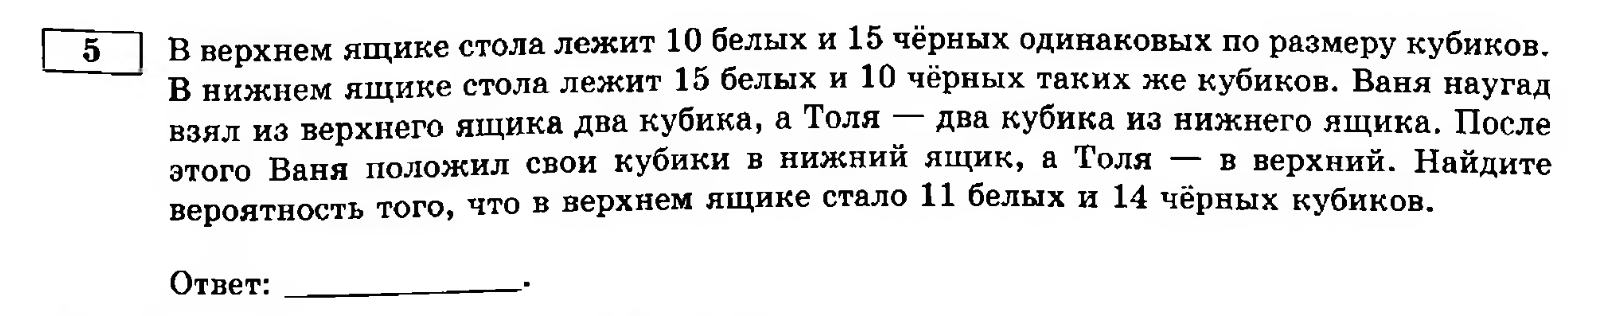 5
В верхнем ящике стола лежит 10 белых и 15 чёрных одинаковых по размеру кубиков.
В нижнем ящике стола лежит 15 белых и 10 чёрных таких же кубиков. Ваня наугад
взял из верхнего ящика два кубика, а Толя — два кубика из нижнего ящика. После
этого Ваня положил свои кубики в нижний ящик, а Толя — в верхний. Найдите
вероятность того, что в верхнем ящике стало 11 белых и 14 чёрных кубиков.
Ответ: ______________.